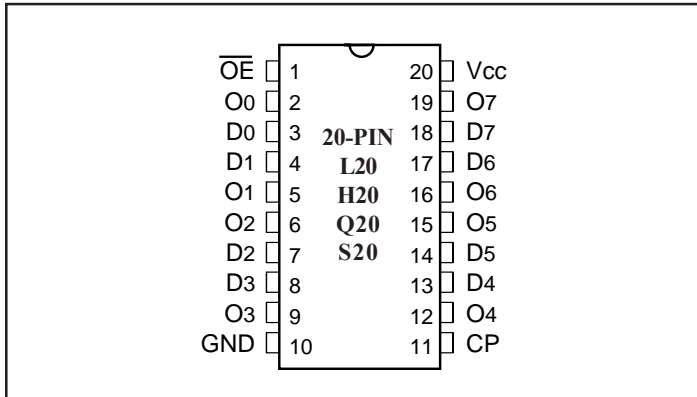 OE 1 20 Vcc
O0 2 19 O7
D0 3 20-PIN 18 D7
D1 4 L20 17 D6
O1 5 H20 16 O6
O2 6 Q20 15 O5
D2 7 S20 14 D5
D3 8 13 D4
O3 9 12 O4
GND 10 11 CP